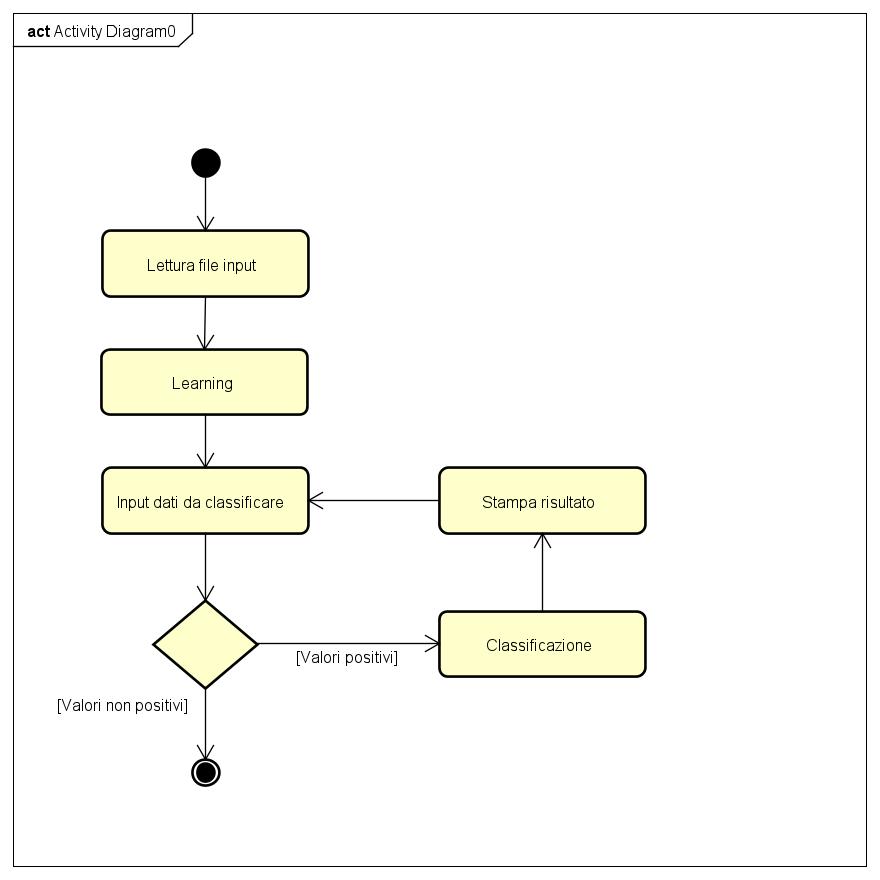 act Activity Diagram0
Lettura file input
Learning
Input dati da classificare
Stampa risultato
Classificazione
[Valori positivi]
[Valori non positivi]